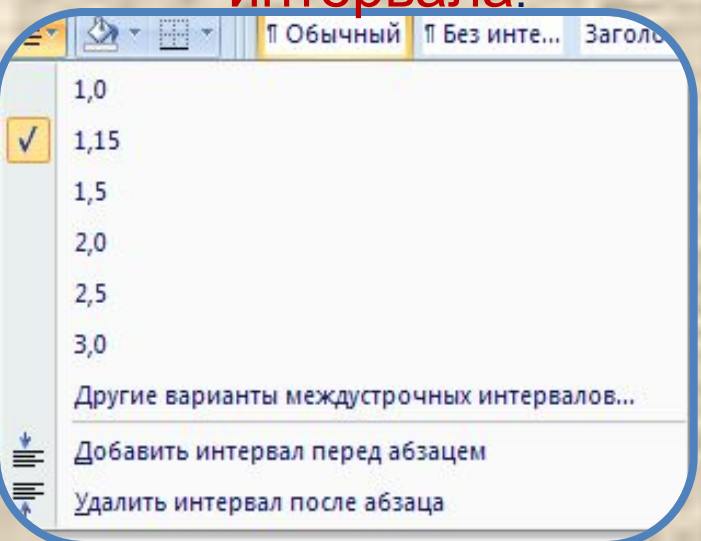 интервала.
¶ Обычный ¶ Без инте... Заголо
1,0
1,15
1,5
2,0
2,5
3,0
Другие варианты междустрочных интервалов...
Добавить интервал перед абзацем
Удалить интервал после абзаца